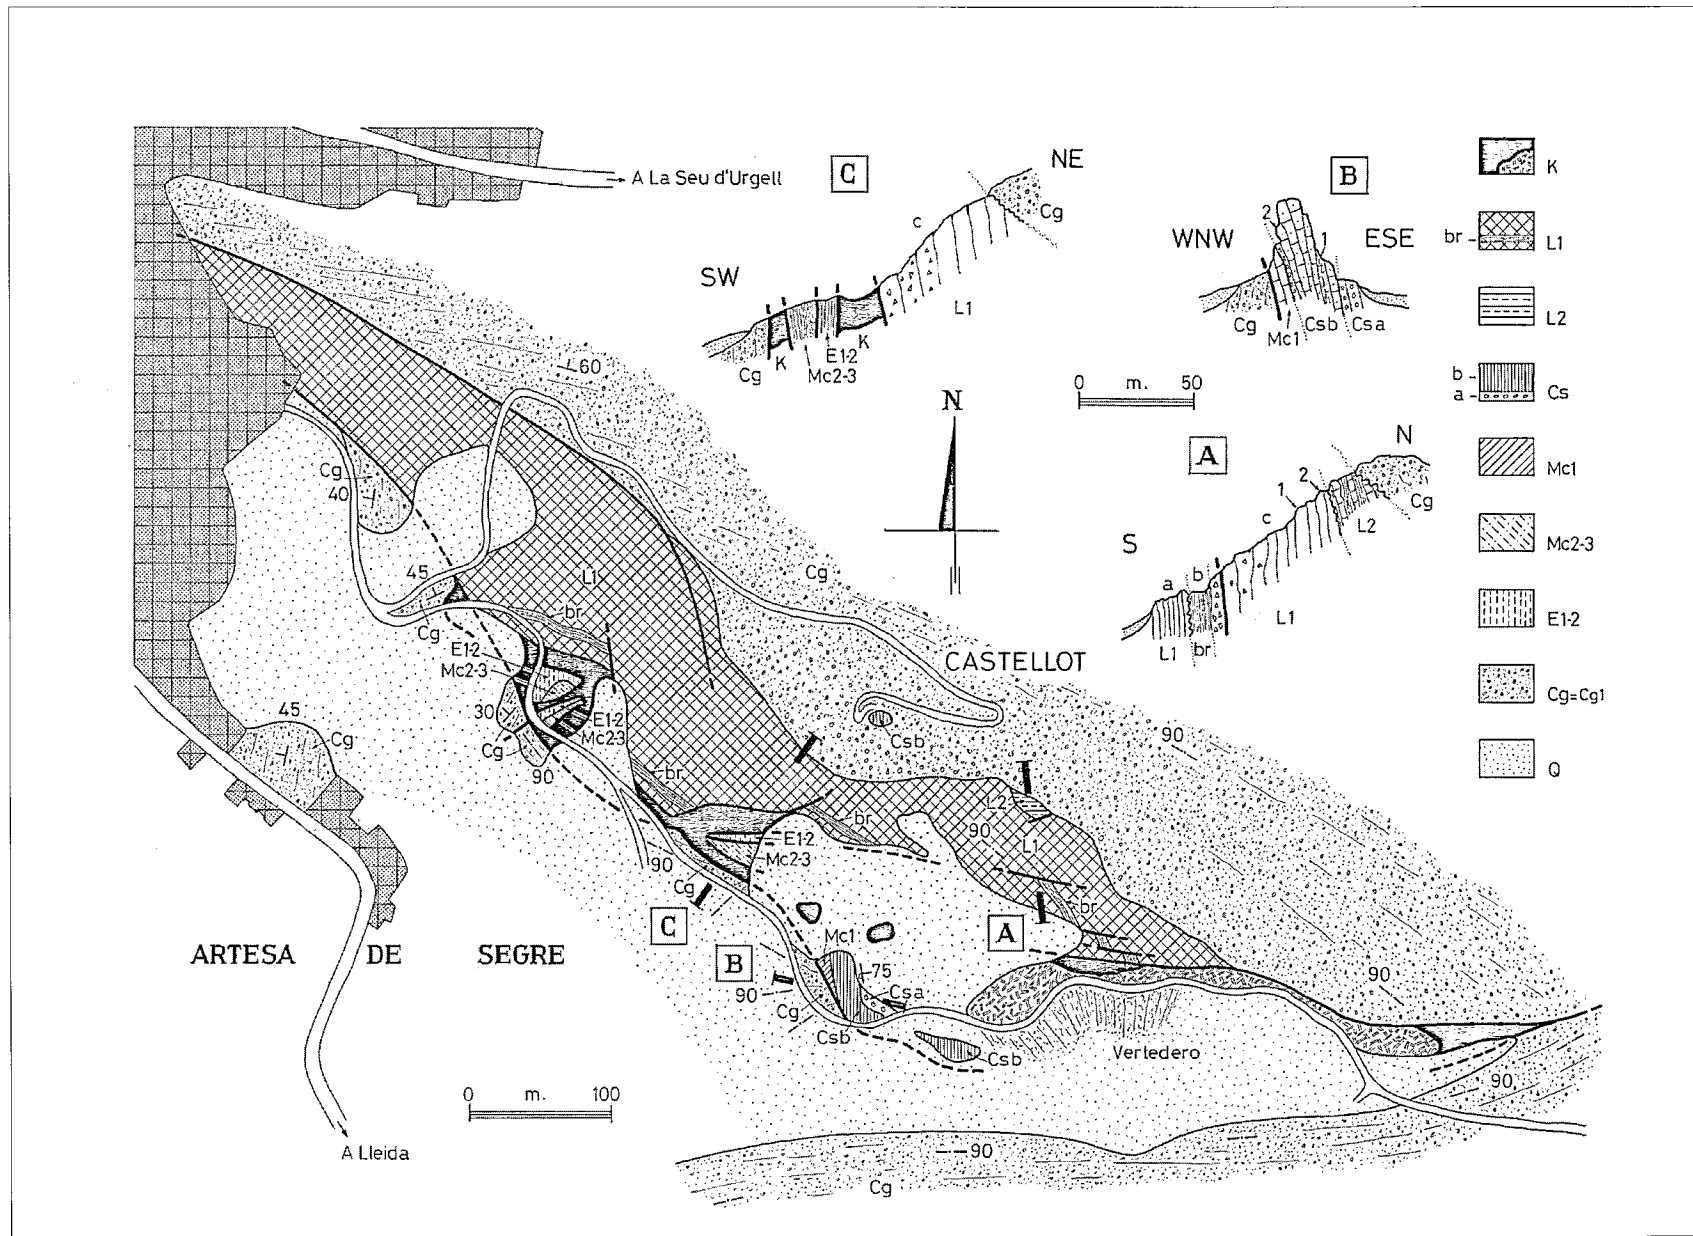 A La Seu d'Urgell
C
NE
Cg
c
SW
L1
K
E1-2
K
Cg
Mc2-3
B
WNW
ESE
2
1
Cg
Mc1
Csb
Csa
0 m. 50
N
A
N
1
2
c
Cg
L2
S
a
b
L1
L1
br
K
br
L1
L2
b
a
Cs
Mc1
Mc2-3
E1-2
Cg=Cg1
Q
60
Cg
40
45
L1
Cg
br
Cg
E1-2
Mc2-3
CASTELLOT
30
E1-2
Mc2-3
Cg
90
45
Cg
Csb
90
br
L2
90
L1
br
E1-2
Mc2-3
90
Cg
br
C
A
ARTESA DE SEGRE
Mc1
B
75
Csa
90
Cg
90
Csb
Csb
Vertedero
90
0 m. 100
90
A Lleida
Cg